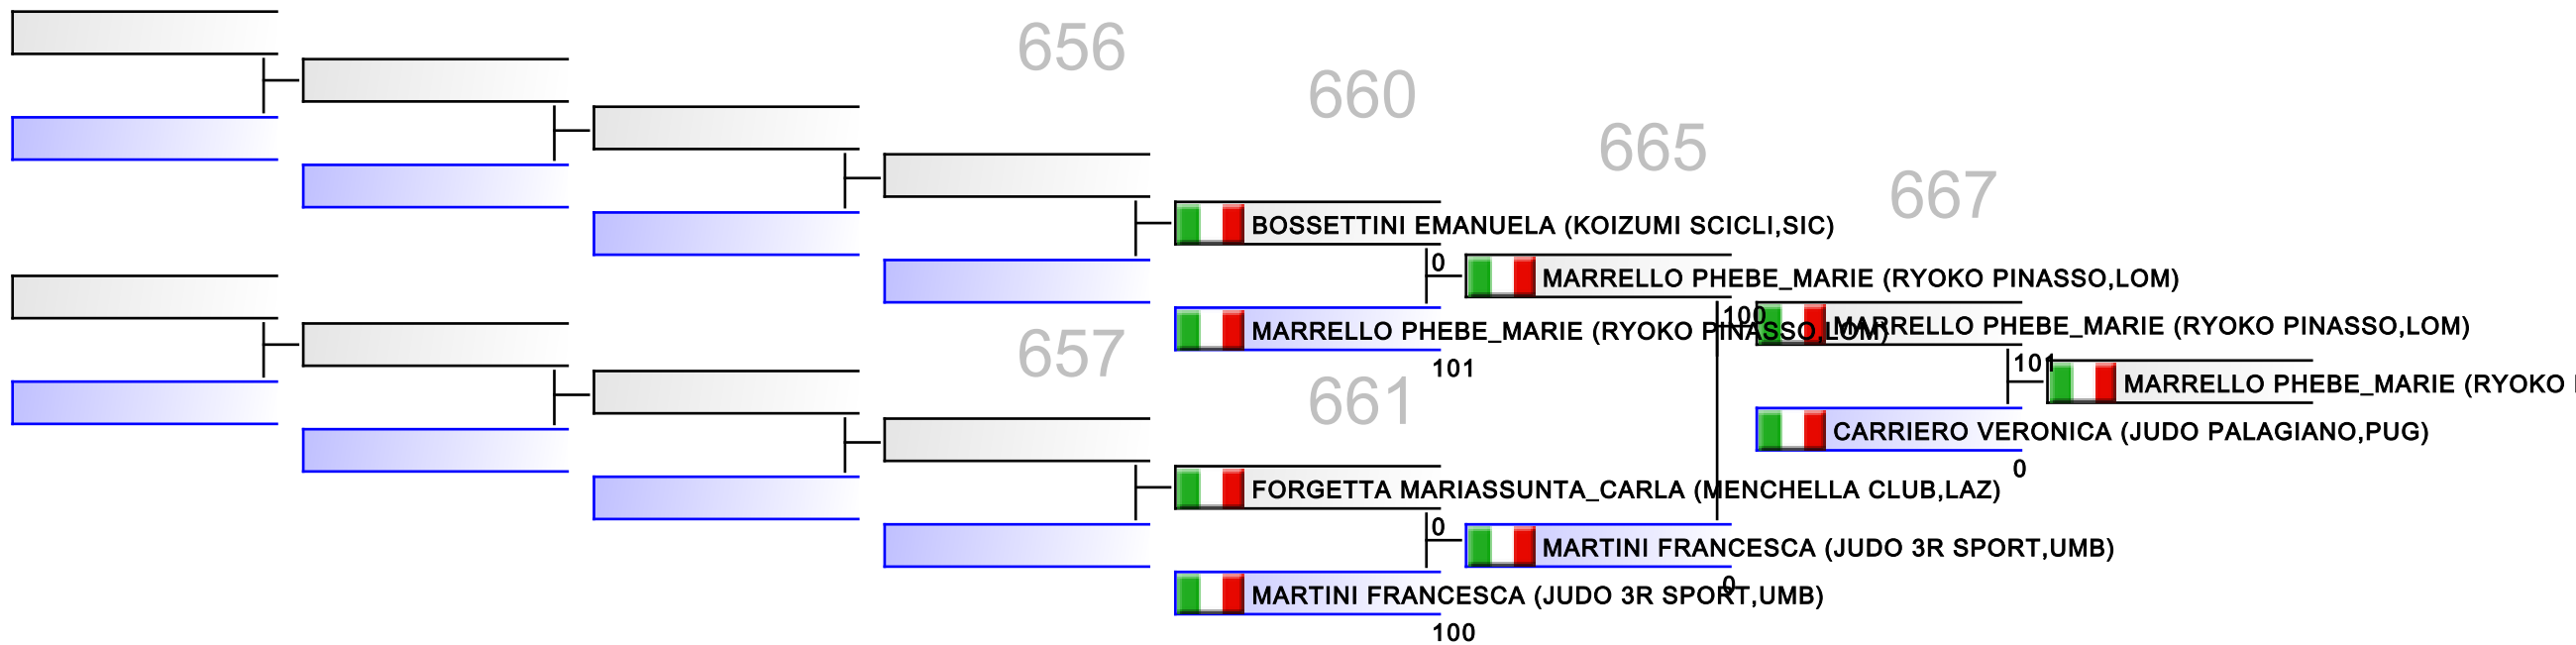 656
660
665
667
BOSSETTINI EMANUELA (KOIZUMI SCICLI,SIC)
0
MARRELLO PHEBE_MARIE (RYOKO PINASSO,LOM)
100
MARRELLO PHEBE_MARIE (RYOKO PINASSO,LOM)
MARRELLO PHEBE_MARIE (RYOKO PINASSO,LOM)
657
101
101
MARRELLO PHEBE_MARIE (RYOKO
661
CARRIERO VERONICA (JUDO PALAGIANO,PUG)
0
FORGETTA MARIASSUNTA_CARLA (MENCHELLA CLUB,LAZ)
0
MARTINI FRANCESCA (JUDO 3R SPORT,UMB)
0
MARTINI FRANCESCA (JUDO 3R SPORT,UMB)
100